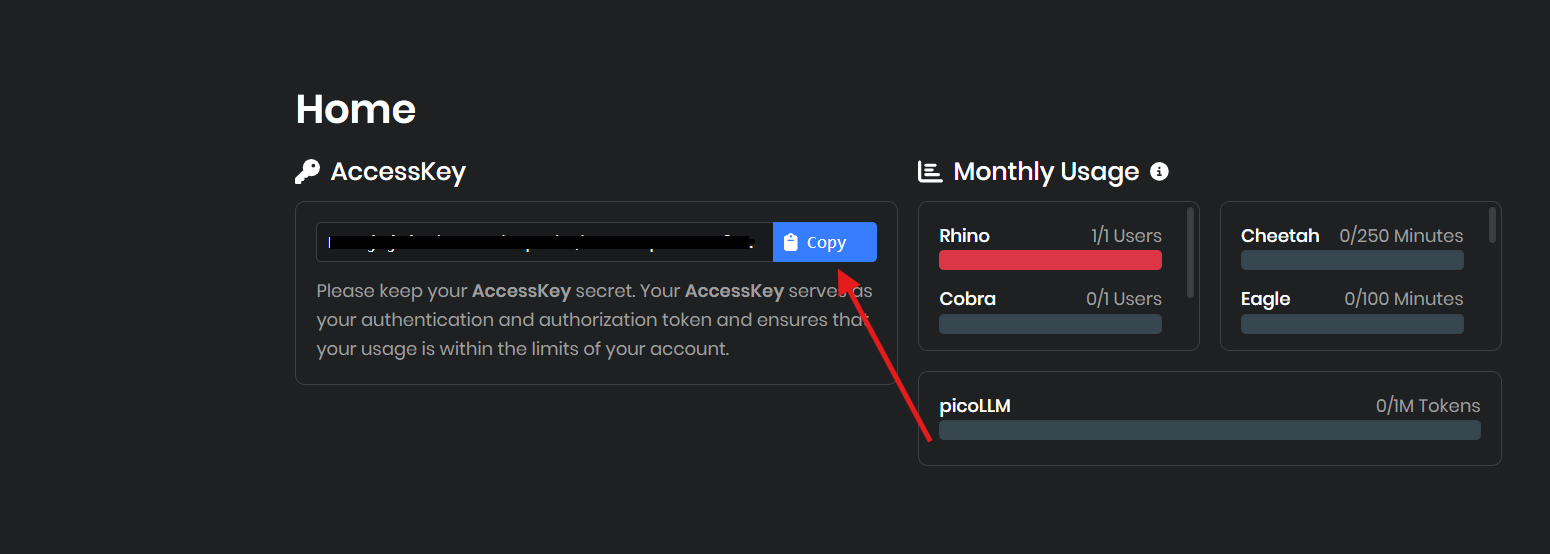 Home
AccessKey
Copy
Please keep your AccessKey secret. Your AccessKey serves as
your authentication and authorization token and ensures that
your usage is within the limits of your account.
Monthly Usage
Rhino 1/1 Users
Cobra 0/1 Users
Cheetah 0/250 Minutes
Eagle 0/100 Minutes
picoLLM 0/1M Tokens